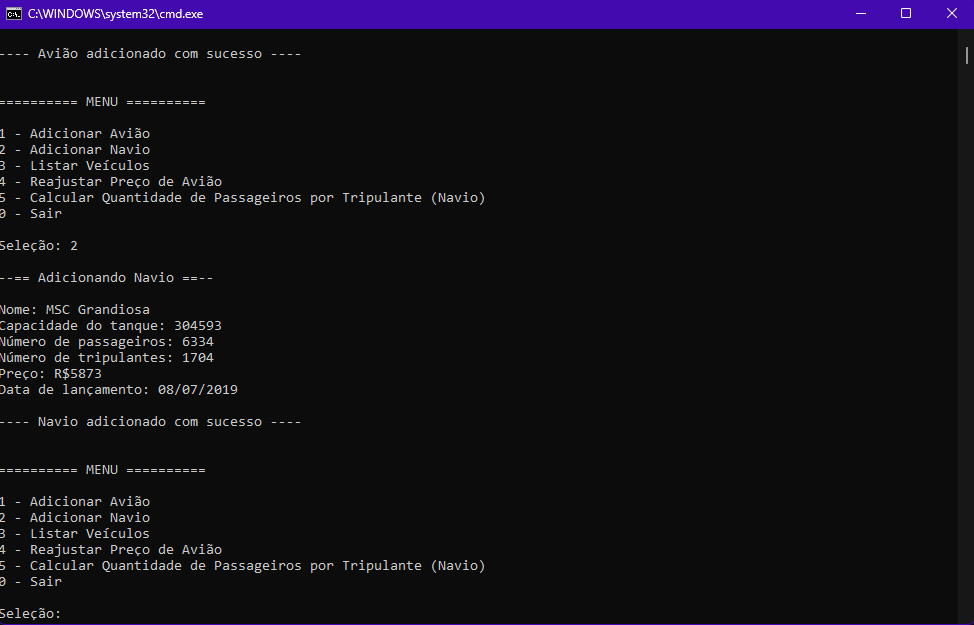 C:\WINDOWS\system32\cmd.exe
---- Avião adicionado com sucesso ----
========== MENU ==========
1 - Adicionar Avião
2 - Adicionar Navio
3 - Listar Veículos
4 - Reajustar Preço de Avião
5 - Calcular Quantidade de Passageiros por Tripulante (Navio)
0 - Sair
Seleção: 2
--== Adicionando Navio ==--
Nome: MSC Grandiosa
Capacidade do tanque: 304593
Número de passageiros: 6334
Número de tripulantes: 1704
Preço: R$5873
Data de lançamento: 08/07/2019
---- Navio adicionado com sucesso ----
========== MENU ==========
1 - Adicionar Avião
2 - Adicionar Navio
3 - Listar Veículos
4 - Reajustar Preço de Avião
5 - Calcular Quantidade de Passageiros por Tripulante (Navio)
0 - Sair
Seleção: